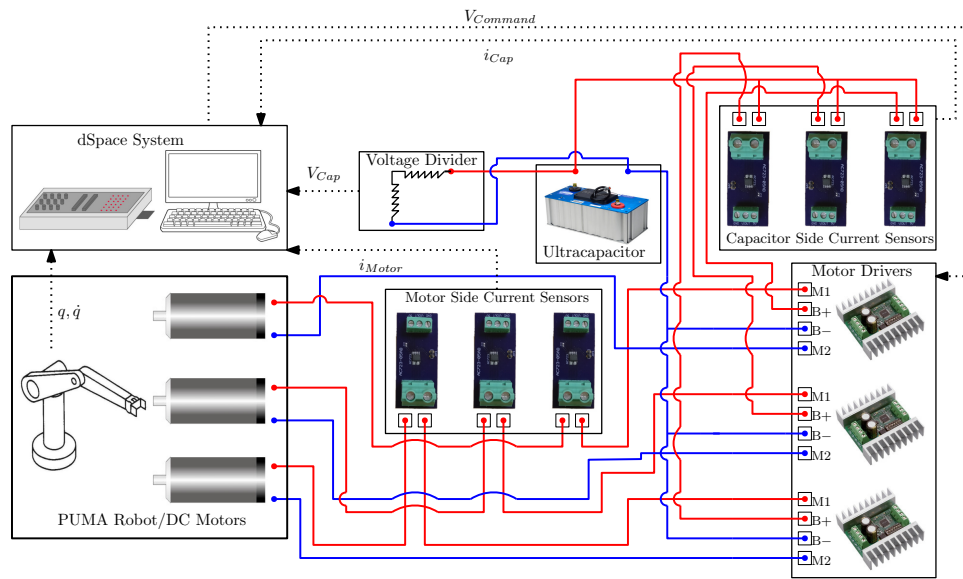 V_Command
i_Cap
dSpace System
V_Cap
Voltage Divider
Ultracapacitor
Capacitor Side Current Sensors
q, q̇
i_Motor
Motor Side Current Sensors
Motor Drivers
M1
B+
B−
M2
M1
B+
B−
M2
M1
B+
B−
M2
PUMA Robot/DC Motors